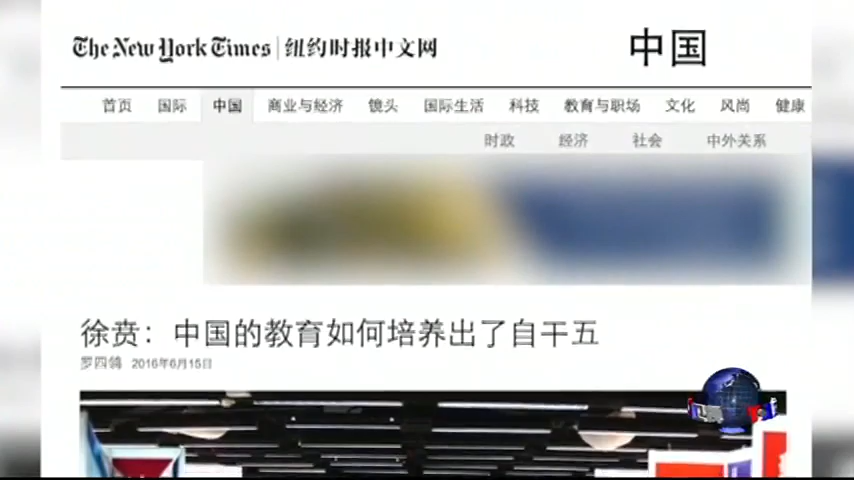 The New York Times | 纽约时报中文网
中国
首页 国际 中国 商业与经济 镜头 国际生活 科技 教育与职场 文化 风尚 健康
时政 经济 社会 中外关系
徐贲：中国的教育如何培养出了自干五
罗四鸰 2016年6月15日